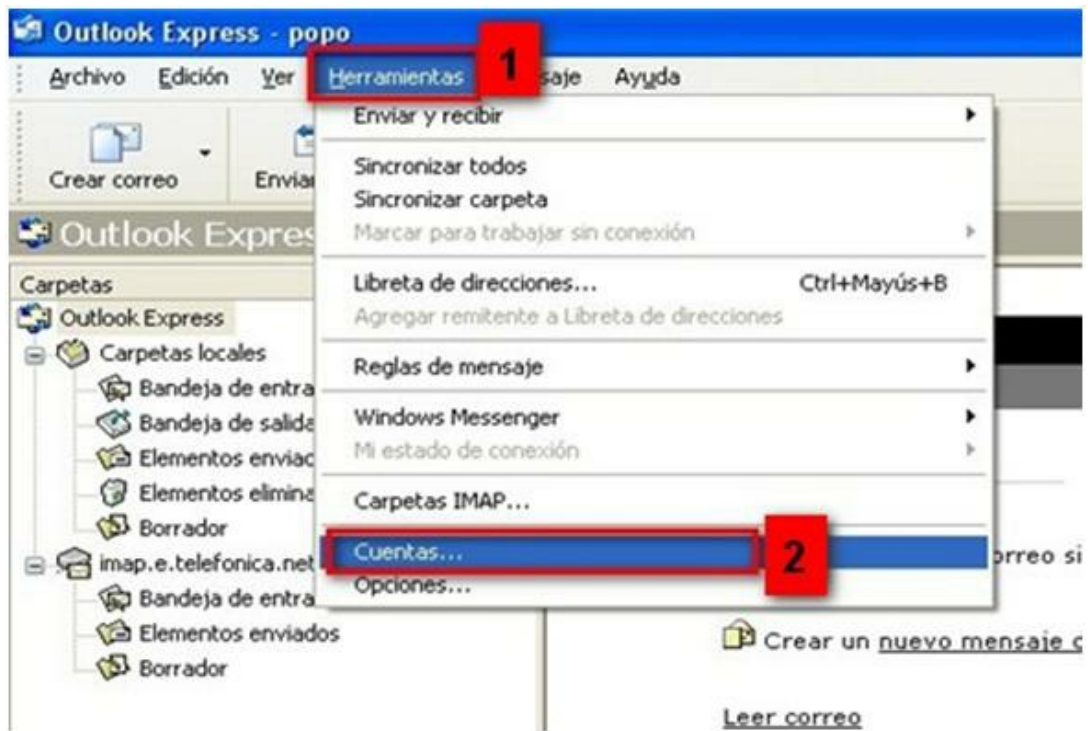 Outlook Express - popo
Archivo Edición Ver Herramientas 1 saje Ayuda
Crear correo Enviar
Outlook Expres
Enviar y recibir
Sincronizar todos
Sincronizar carpeta
Marcar para trabajar sin conexión
Libreta de direcciones... Ctrl+Mayús+B
Agregar remitente a Libreta de direcciones
Reglas de mensaje
Windows Messenger
Mi estado de conexión
Carpetas IMAP...
Cuentas... 2
Opciones...
Carpetas
Outlook Express
Carpetas locales
Bandeja de entra
Bandeja de salida
Elementos enviad
Elementos elimina
Borrador
imap.e.telefonica.net
Bandeja de entra
Elementos enviados
Borrador
orreo si
Crear un nuevo mensaje
Leer correo